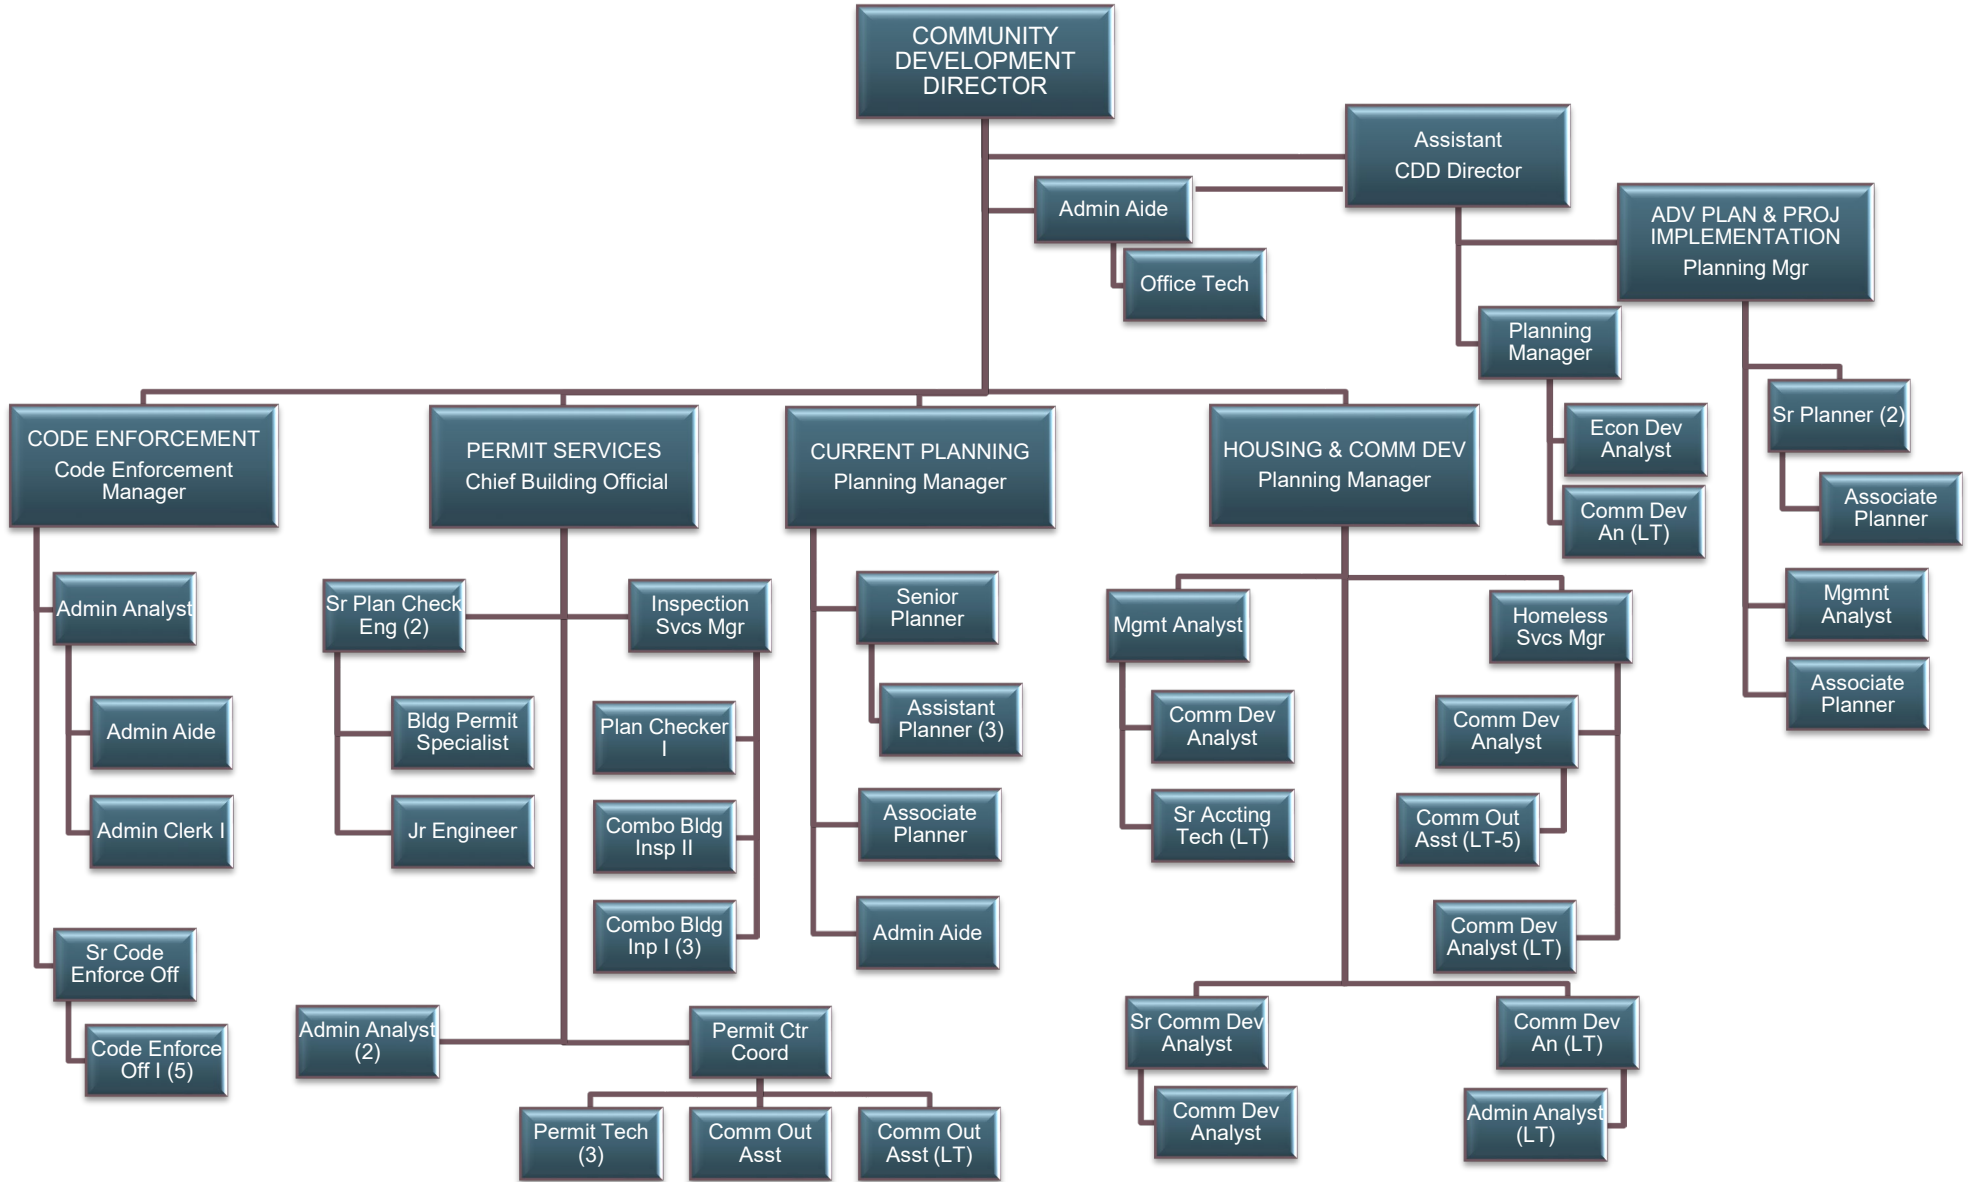 COMMUNITY
DEVELOPMENT
DIRECTOR
Assistant
CDD Director
Admin Aide
Office Tech
ADV PLAN & PROJ
IMPLEMENTATION
Planning Mgr
Planning
Manager
Econ Dev
Analyst
Comm Dev
An (LT)
Sr Planner (2)
Associate
Planner
Mgmnt
Analyst
Associate
Planner
CODE ENFORCEMENT
Code Enforcement
Manager
Admin Analyst
Admin Aide
Admin Clerk I
Sr Code
Enforce Off
Code Enforce
Off I (5)
PERMIT SERVICES
Chief Building Official
Sr Plan Check
Eng (2)
Bldg Permit
Specialist
Jr Engineer
Inspection
Svcs Mgr
Plan Checker
I
Combo Bldg
Insp II
Combo Bldg
Inp I (3)
Admin Analyst
(2)
Permit Ctr
Coord
Permit Tech
(3)
Comm Out
Asst
Comm Out
Asst (LT)
CURRENT PLANNING
Planning Manager
Senior
Planner
Assistant
Planner (3)
Associate
Planner
Admin Aide
HOUSING & COMM DEV
Planning Manager
Mgmt Analyst
Comm Dev
Analyst
Sr Accting
Tech (LT)
Homeless
Svcs Mgr
Comm Dev
Analyst
Comm Out
Asst (LT-5)
Comm Dev
Analyst (LT)
Sr Comm Dev
Analyst
Comm Dev
Analyst
Comm Dev
An (LT)
Admin Analyst
(LT)